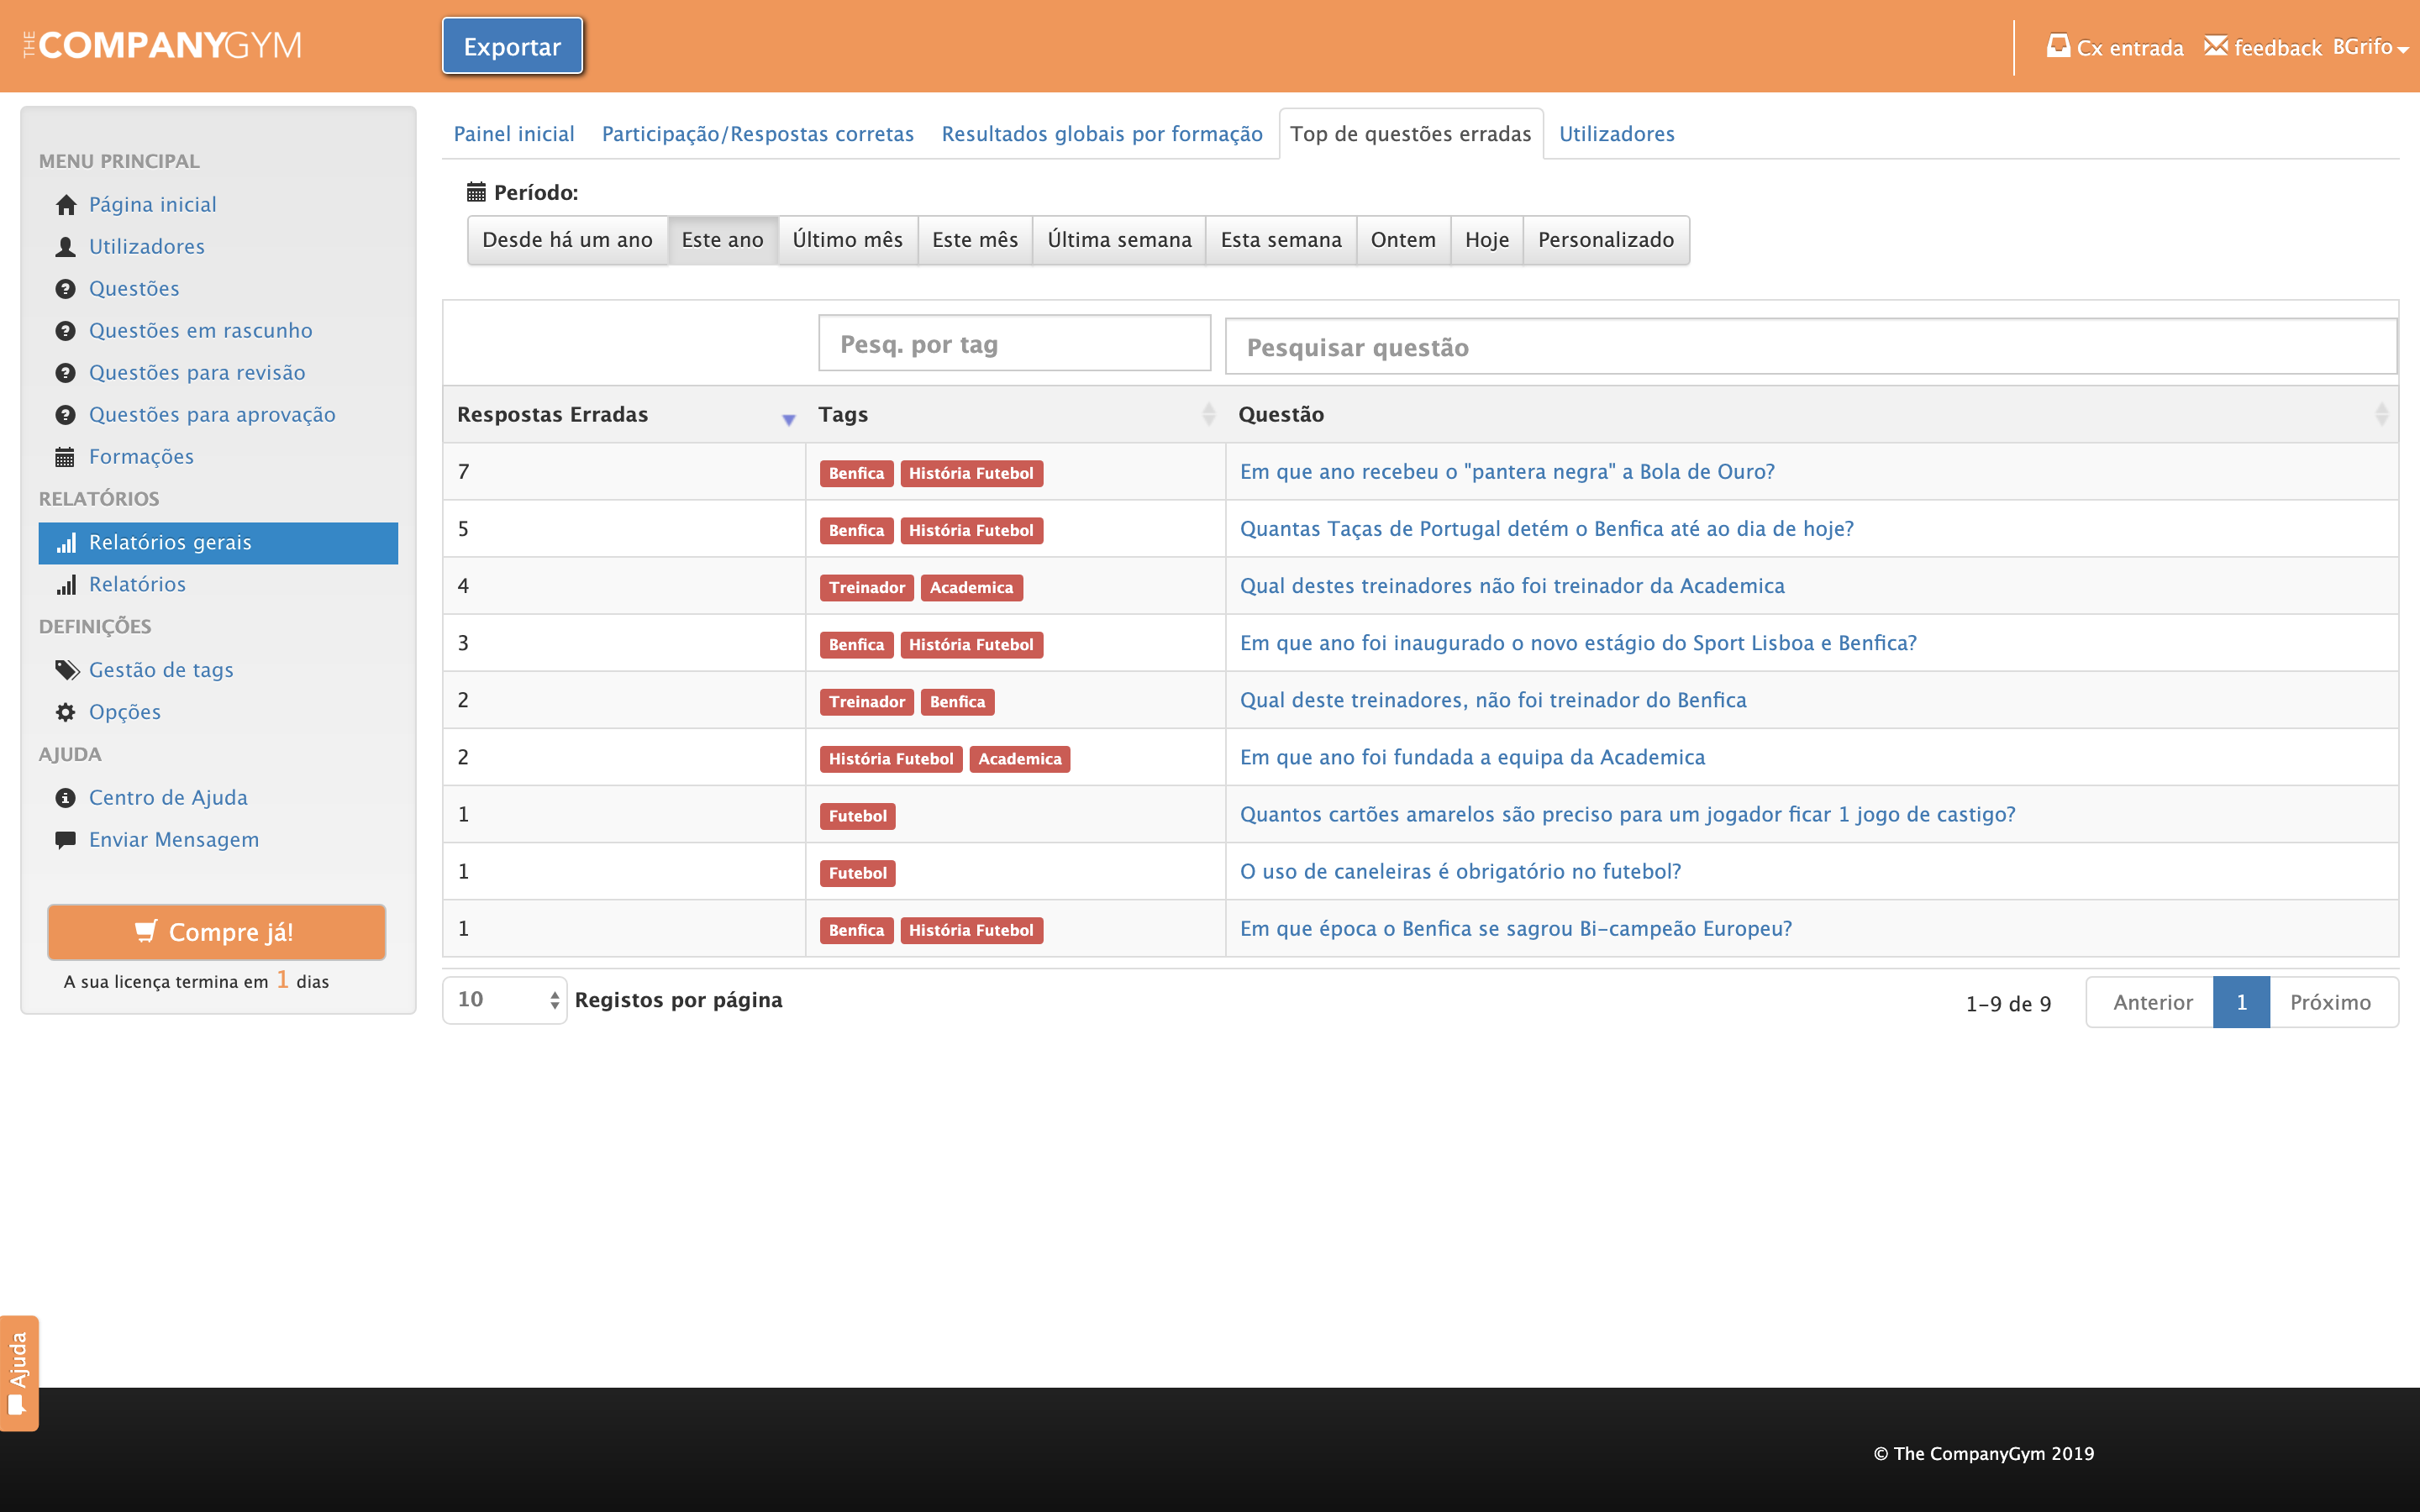 THE COMPANYGYM
Exportar
Cx entrada feedback BGrifo
MENU PRINCIPAL
Página inicial
Utilizadores
Questões
Questões em rascunho
Questões para revisão
Questões para aprovação
Formações
RELATÓRIOS
Relatórios gerais
Relatórios
DEFINIÇÕES
Gestão de tags
Opções
AJUDA
Centro de Ajuda
Enviar Mensagem
Compre já!
A sua licença termina em 1 dias
Painel inicial Participação/Respostas corretas Resultados globais por formação Top de questões erradas Utilizadores
Período:
Desde há um ano Este ano Último mês Este mês Última semana Esta semana Ontem Hoje Personalizado
Pesq. por tag Pesquisar questão
Respostas Erradas Tags Questão
7 Benfica História Futebol Em que ano recebeu o "pantera negra" a Bola de Ouro?
5 Benfica História Futebol Quantas Taças de Portugal detém o Benfica até ao dia de hoje?
4 Treinador Academica Qual destes treinadores não foi treinador da Academica
3 Benfica História Futebol Em que ano foi inaugurado o novo estágio do Sport Lisboa e Benfica?
2 Treinador Benfica Qual deste treinadores, não foi treinador do Benfica
2 História Futebol Academica Em que ano foi fundada a equipa da Academica
1 Futebol Quantos cartões amarelos são preciso para um jogador ficar 1 jogo de castigo?
1 Futebol O uso de caneleiras é obrigatório no futebol?
1 Benfica História Futebol Em que época o Benfica se sagrou Bi-campeão Europeu?
10 Registos por página
1-9 de 9 Anterior 1 Próximo
Ajuda
© The CompanyGym 2019